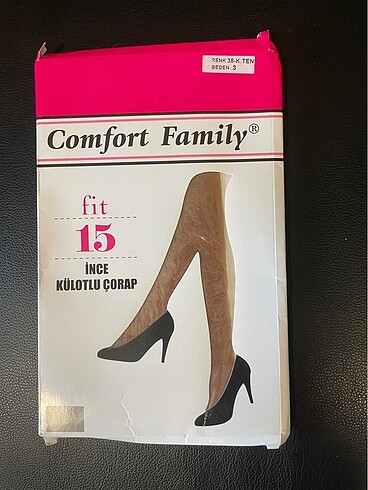 RENK 38-K.TEN
BEDEN 3
Comfort Family®
fit
15
İNCE
KÜLOTLU ÇORAP